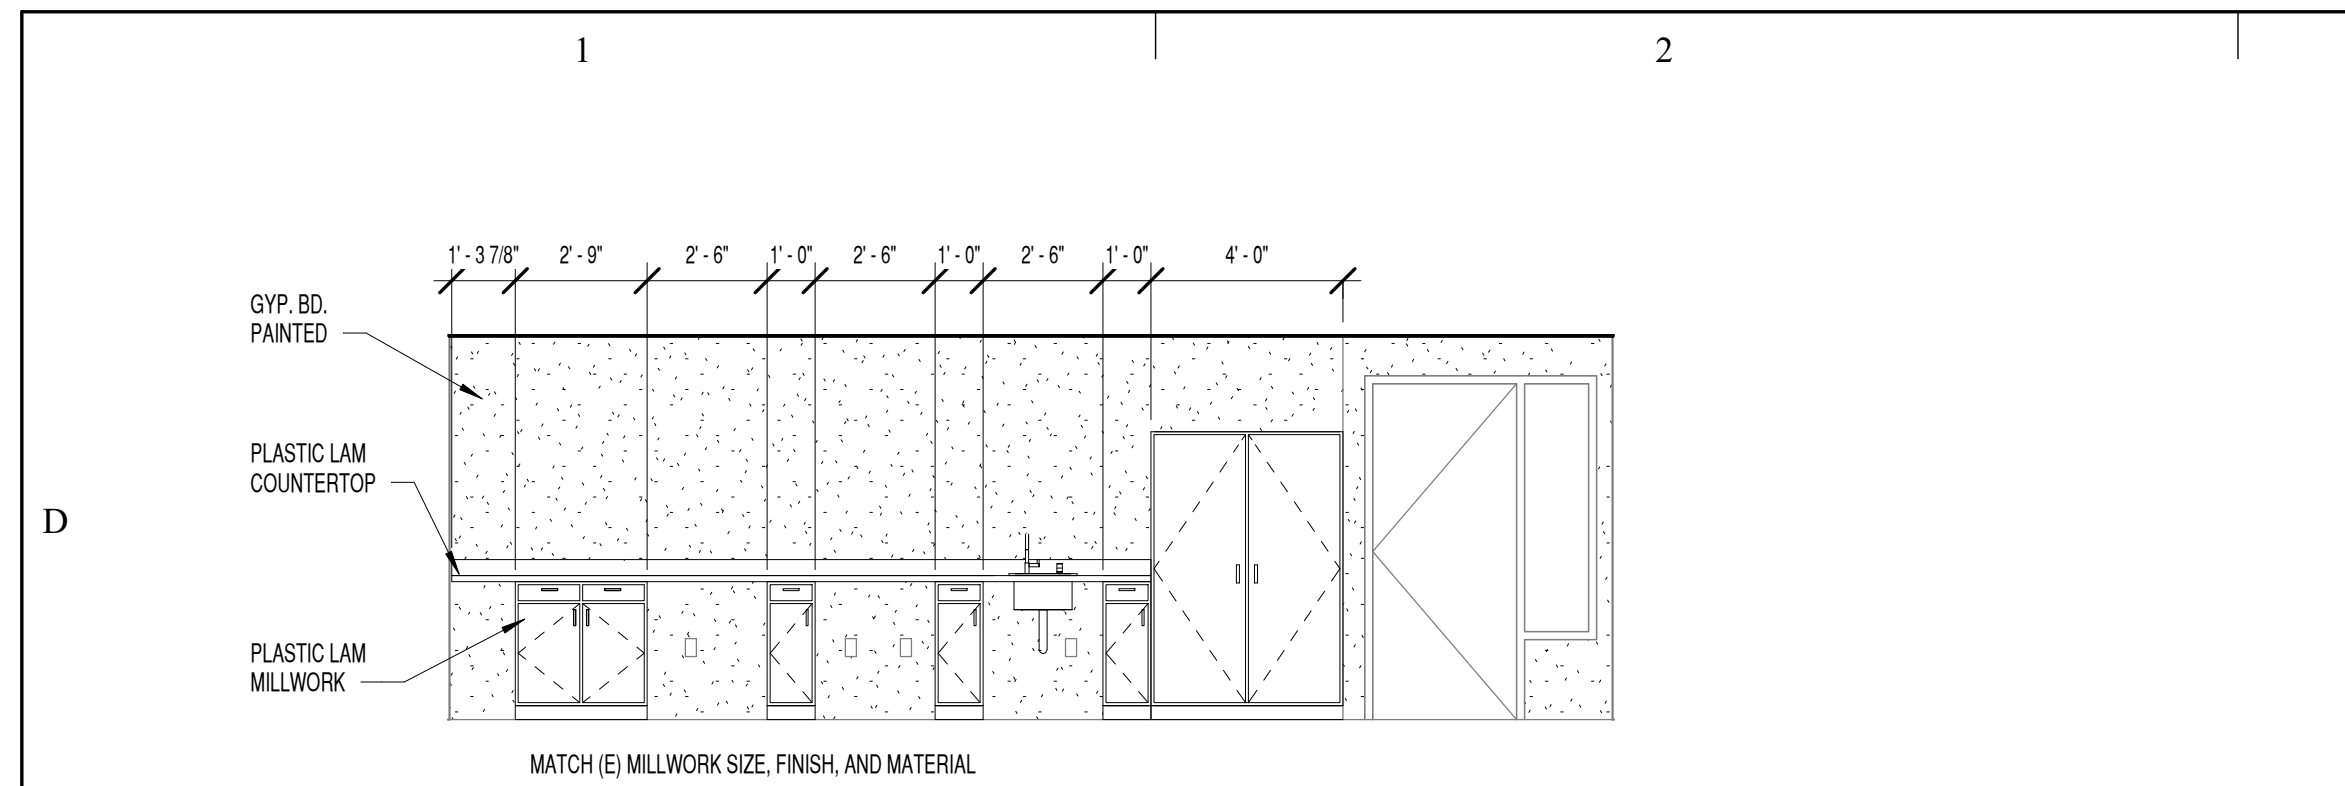 1
2
1' - 3 7/8"
2' - 9"
2' - 6"
1' - 0"
2' - 6"
1' - 0"
2' - 6"
1' - 0"
4' - 0"
GYP. BD.
PAINTED
PLASTIC LAM
COUNTERTOP
D
PLASTIC LAM
MILLWORK
MATCH (E) MILLWORK SIZE, FINISH, AND MATERIAL